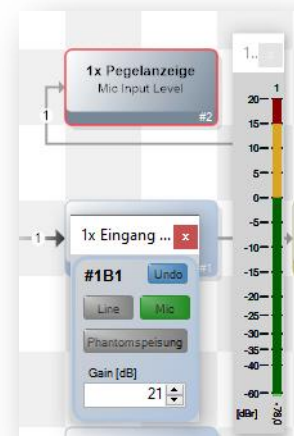 1x Pegelanzeige
Mic Input Level
#2
1
1..
1
20
15
10
5
0
-5
-10
-15
-20
-25
-30
-35
-40
-60
[dBr]
-78,0
1
1x Eingang ... x
#1
#1B1 Undo
Line Mic
Phantomspeisung
Gain [dB]
21